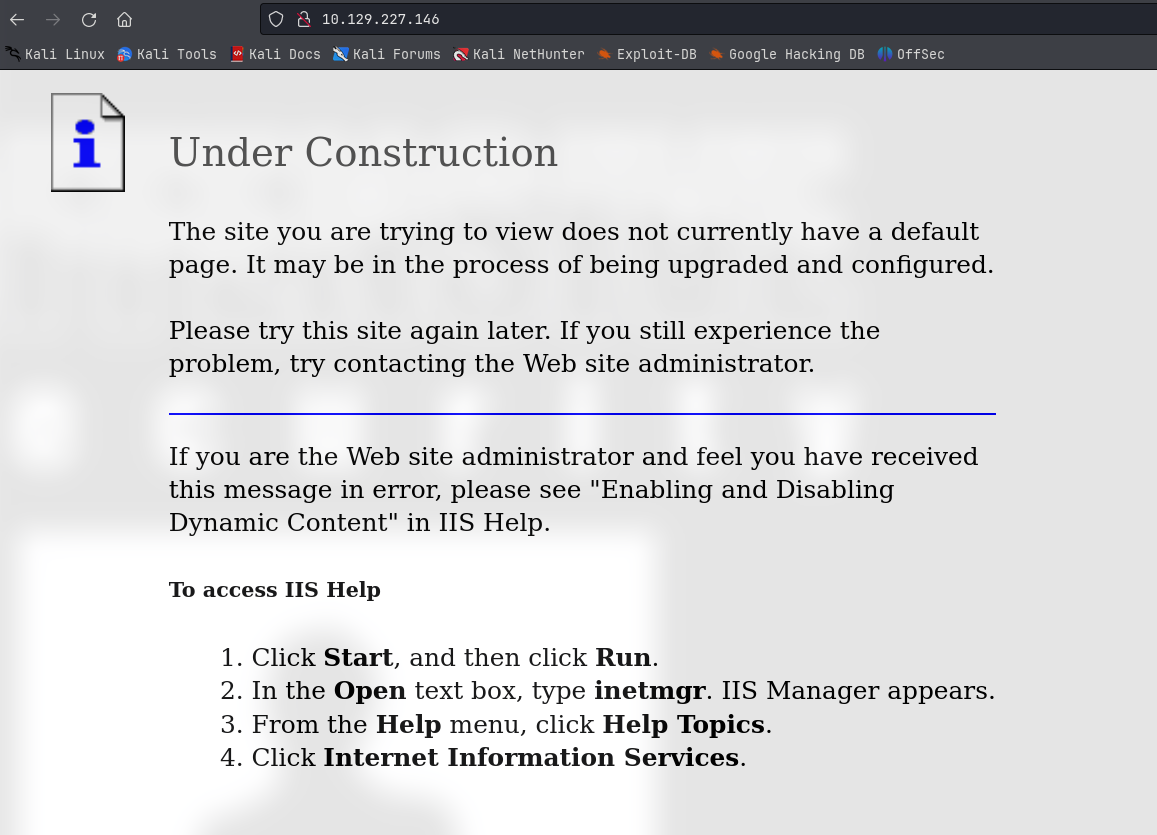 10.129.227.146
Kali Linux Kali Tools Kali Docs Kali Forums Kali NetHunter Exploit-DB Google Hacking DB OffSec
Under Construction
The site you are trying to view does not currently have a default
page. It may be in the process of being upgraded and configured.
Please try this site again later. If you still experience the
problem, try contacting the Web site administrator.
If you are the Web site administrator and feel you have received
this message in error, please see "Enabling and Disabling
Dynamic Content" in IIS Help.
To access IIS Help
1. Click Start, and then click Run.
2. In the Open text box, type inetmgr. IIS Manager appears.
3. From the Help menu, click Help Topics.
4. Click Internet Information Services.